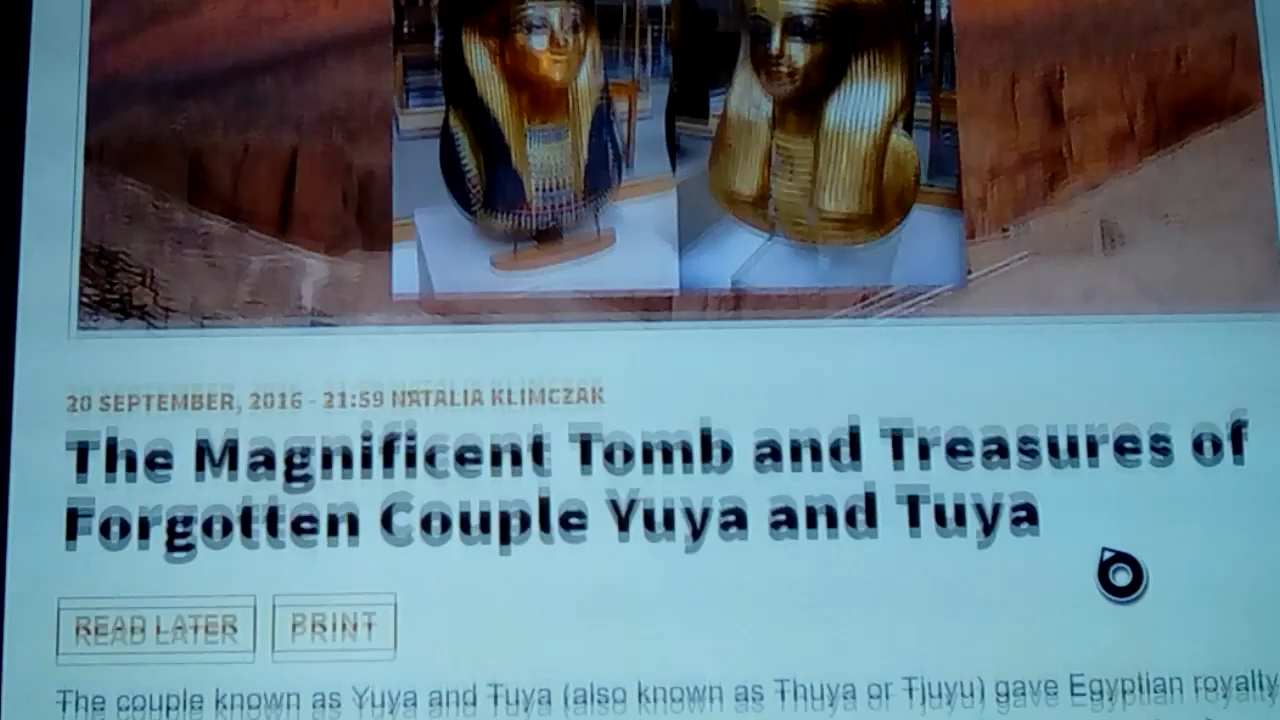 20 SEPTEMBER, 2016 - 21:59 NATALIA KLIMCZAK
The Magnificent Tomb and Treasures of
Forgotten Couple Yuya and Tuya
READ LATER PRINT
The couple known as Yuya and Tuya (also known as Thuya or Tjuyu) gave Egyptian royalty